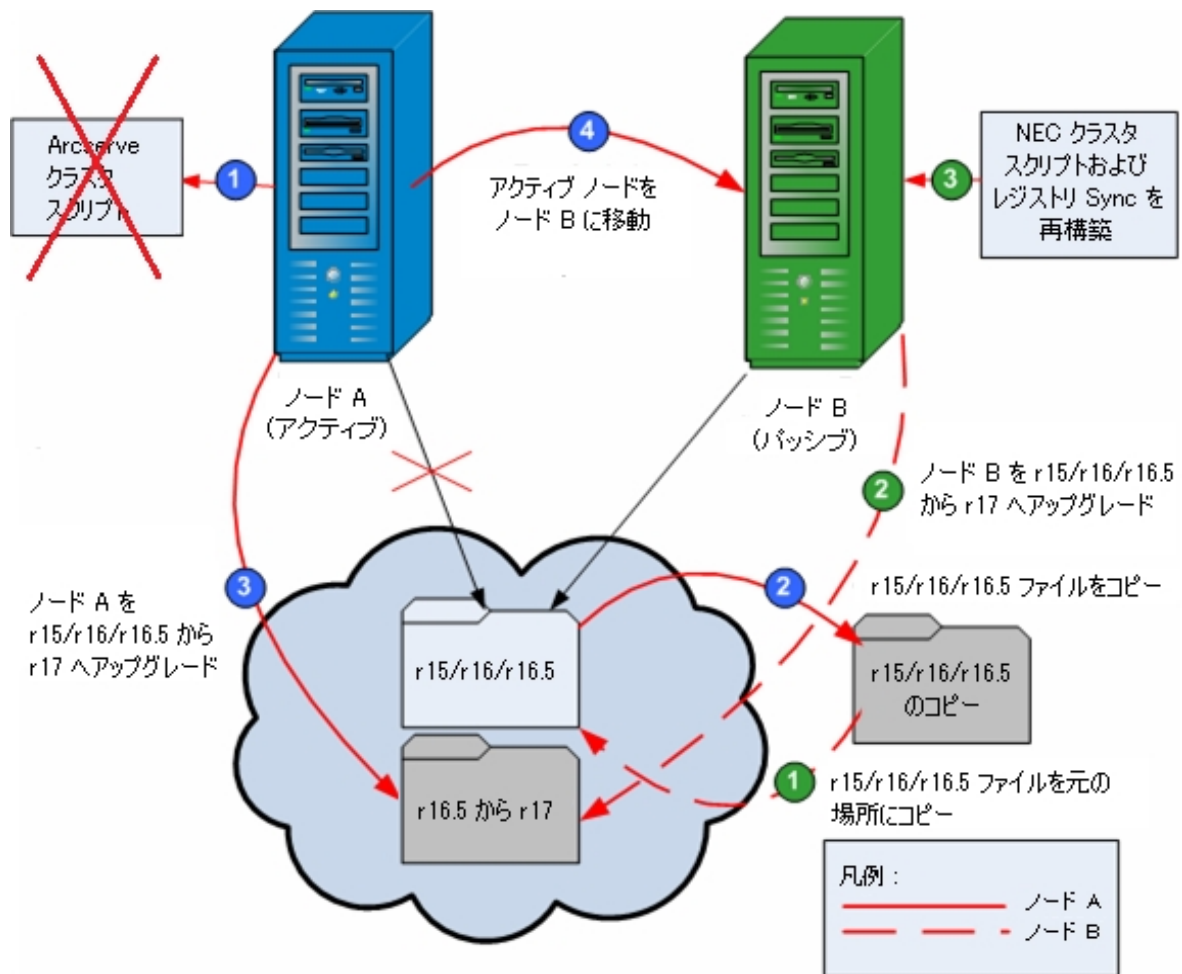 Arcserve
クラスタ
スクリプト
1
4
アクティブ ノードを
ノード B に移動
3
NEC クラスタ
スクリプトおよび
レジストリ Sync を
再構築
ノード A
(アクティブ)
ノード B
(パッシブ)
2
ノード B を r15/r16/r16.5
から r17 へアップグレード
3
ノード A を
r15/r16/r16.5 から
r17 へアップグレード
2
r15/r16/r16.5 ファイルをコピー
r15/r16/r16.5
r15/r16/r16.5
のコピー
r16.5 から r17
1
r15/r16/r16.5 ファイルを元の
場所にコピー
凡例 :
ノード A
ノード B